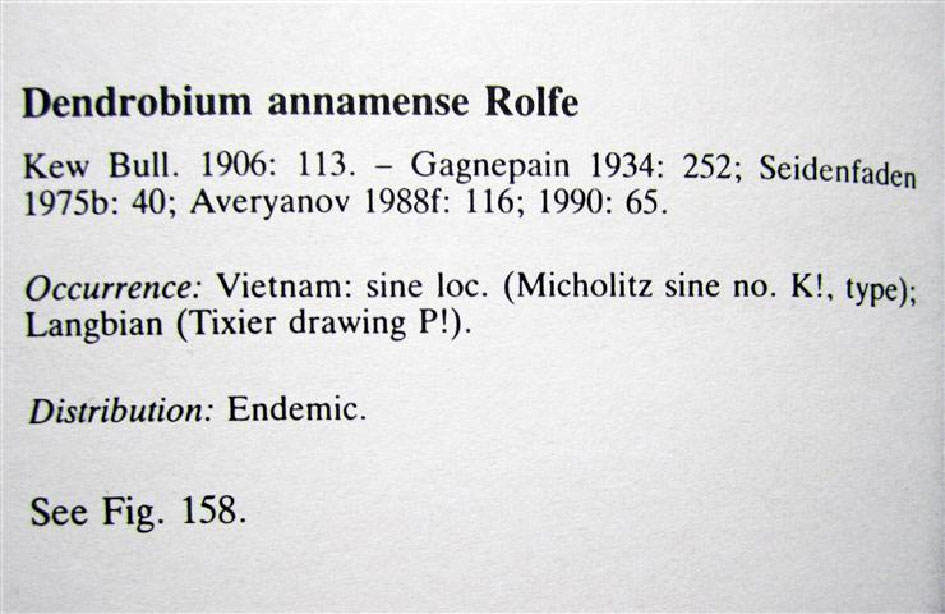 Dendrobium annamense Rolfe
Kew Bull. 1906: 113. – Gagnepain 1934: 252; Seidenfaden
1975b: 40; Averyanov 1988f: 116; 1990: 65.
Occurrence: Vietnam: sine loc. (Micholitz sine no. K!, type);
Langbian (Tixier drawing P!).
Distribution: Endemic.
See Fig. 158.